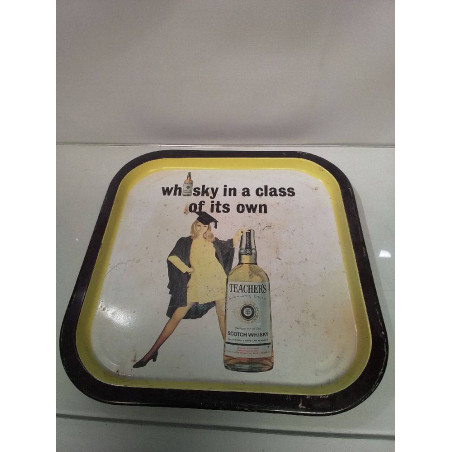 whisky in a class
of its own
TEACHER'S
SCOTCH WHISKY